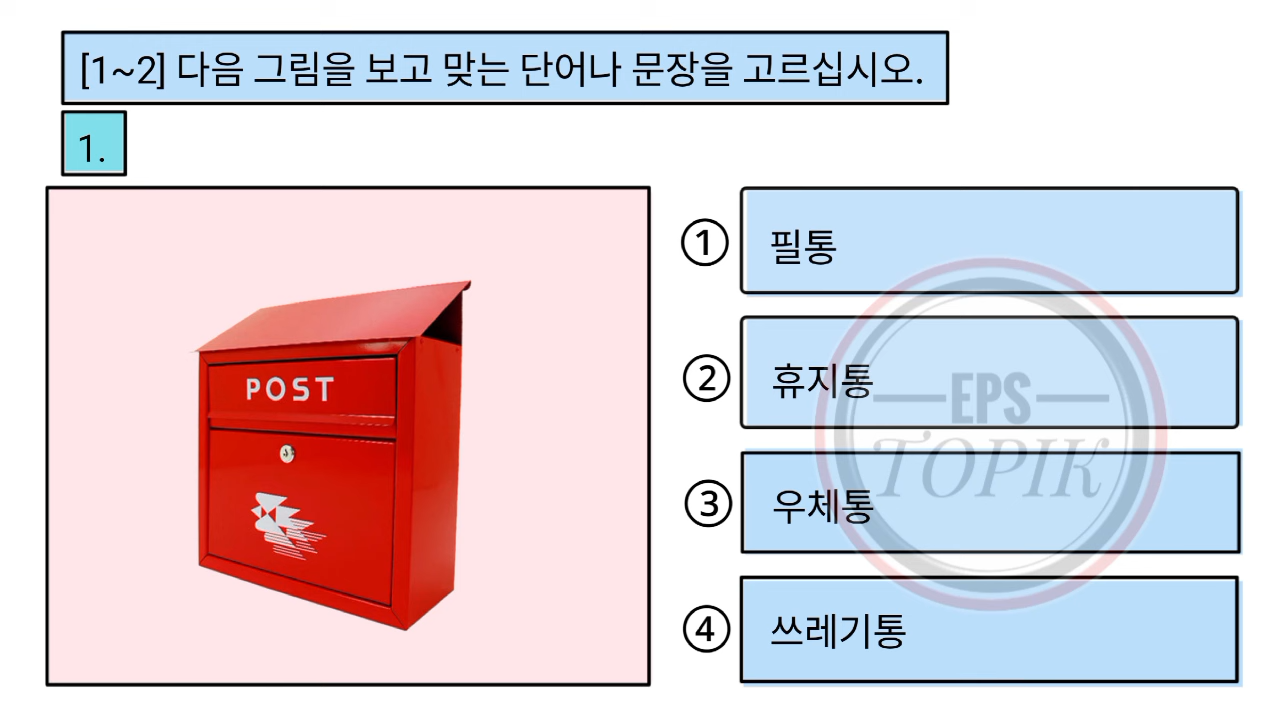 [1~2] 다음 그림을 보고 맞는 단어나 문장을 고르십시오.
1.
POST
① 필통
② 휴지통
③ 우체통
④ 쓰레기통
EPS
TOPIK